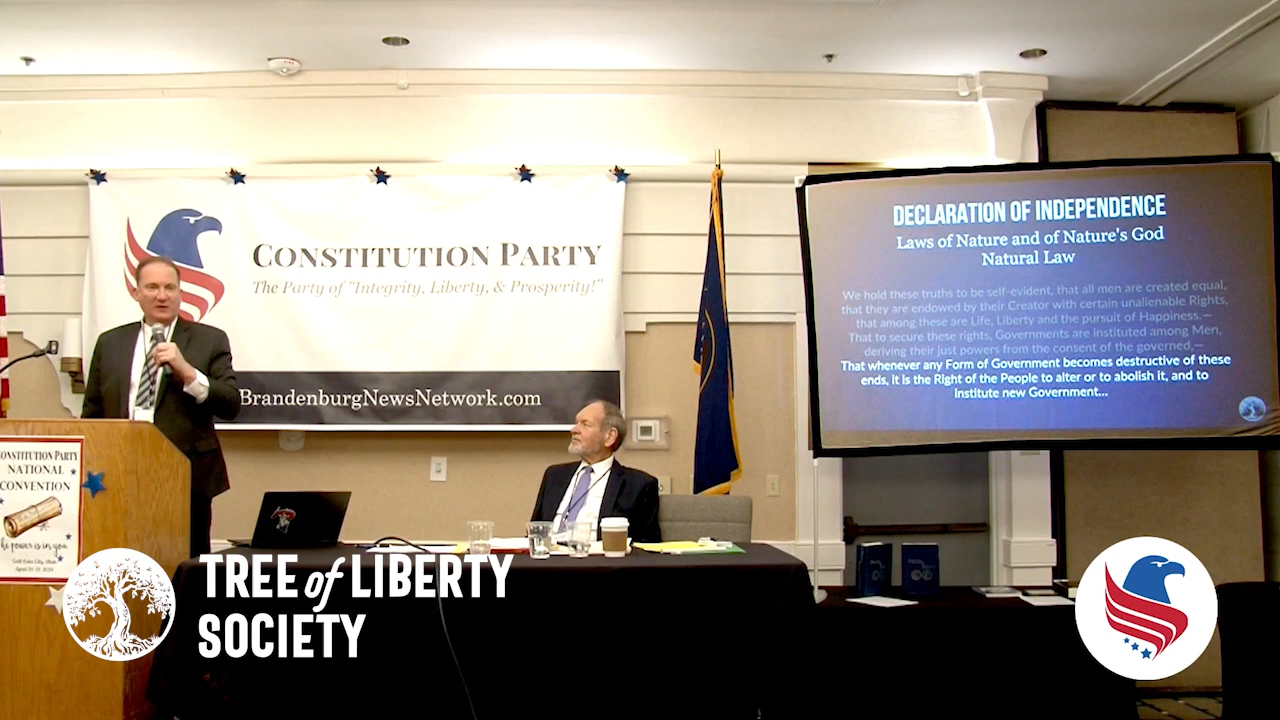 CONSTITUTION PARTY
The Party of "Integrity, Liberty, & Prosperity!"
BrandenburgNewsNetwork.com
DECLARATION OF INDEPENDENCE
Laws of Nature and of Nature's God
Natural Law
We hold these truths to be self-evident, that all men are created equal,
that they are endowed by their Creator with certain unalienable Rights,
that among these are Life, Liberty and the pursuit of Happiness.—
That to secure these rights, Governments are instituted among Men,
deriving their just powers from the consent of the governed,—
That whenever any Form of Government becomes destructive of these
ends, it is the Right of the People to alter or to abolish it, and to
institute new Government...
CONSTITUTION PARTY
NATIONAL
CONVENTION
power is in you
TREE of LIBERTY
SOCIETY